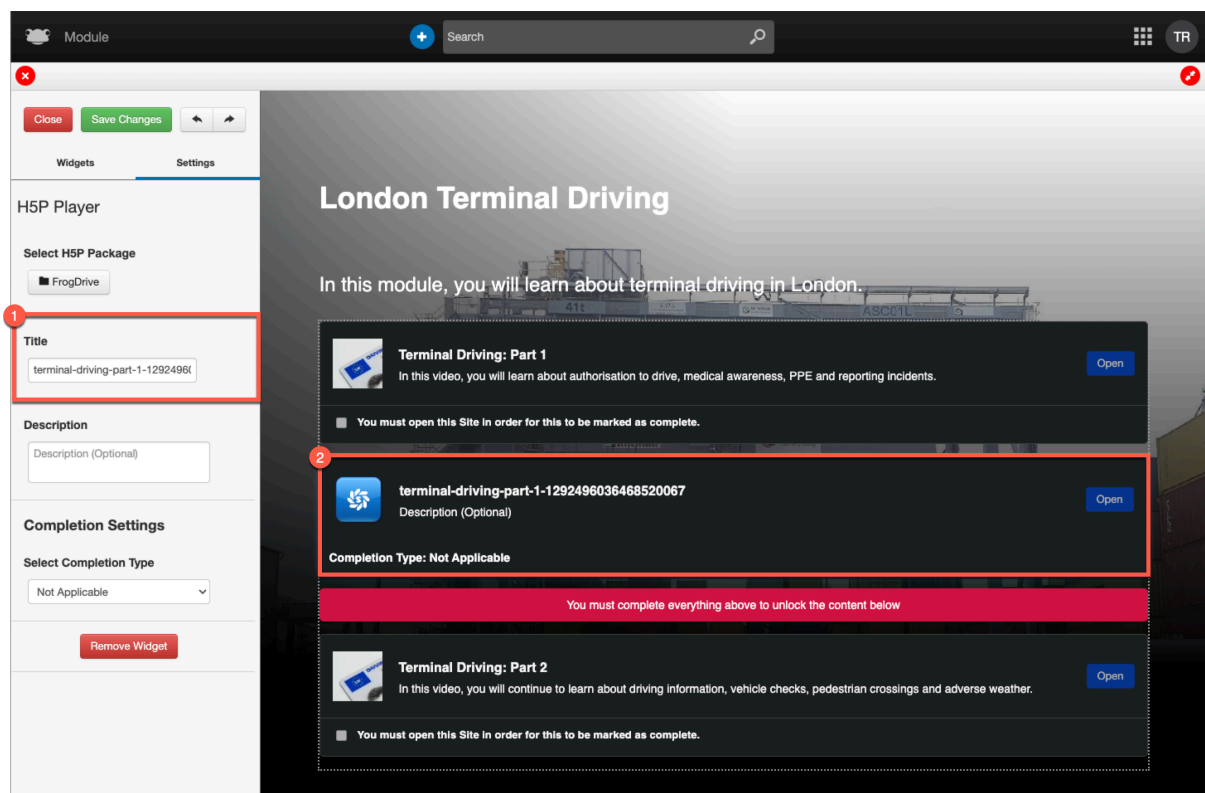 Module
Search
TR
Close
Save Changes
Widgets
Settings
H5P Player
Select H5P Package
FrogDrive
1
Title
terminal-driving-part-1-1292496(
Description
Description (Optional)
Completion Settings
Select Completion Type
Not Applicable
Remove Widget
London Terminal Driving
In this module, you will learn about terminal driving in London.
41t
ASC01L
Terminal Driving: Part 1
In this video, you will learn about authorisation to drive, medical awareness, PPE and reporting incidents.
Open
You must open this Site in order for this to be marked as complete.
2
terminal-driving-part-1-1292496036468520067
Description (Optional)
Open
Completion Type: Not Applicable
You must complete everything above to unlock the content below
Terminal Driving: Part 2
In this video, you will continue to learn about driving information, vehicle checks, pedestrian crossings and adverse weather.
Open
You must open this Site in order for this to be marked as complete.